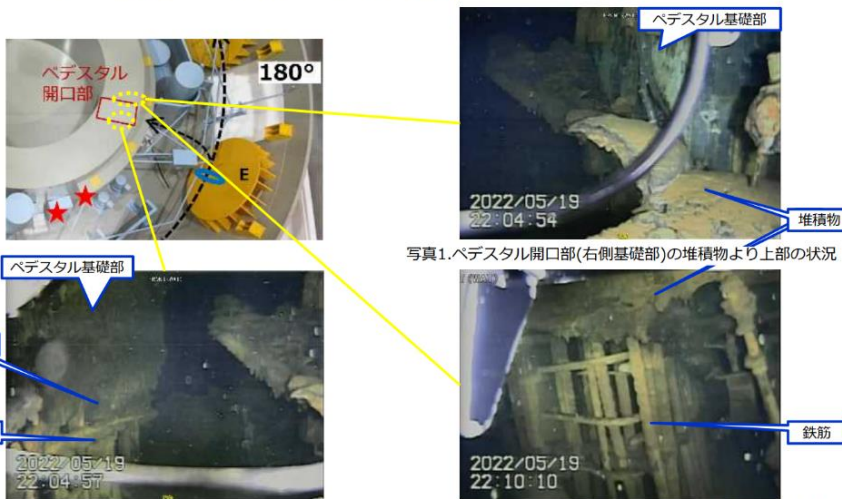 ペデスタル
開口部
180°
E
ペデスタル基礎部
2022/05/19
22:04:54
堆積物
写真1.ペデスタル開口部(右側基礎部)の堆積物より上部の状況
ペデスタル基礎部
2022/05/19
22:04:57
2022/05/19
22:10:10
鉄筋